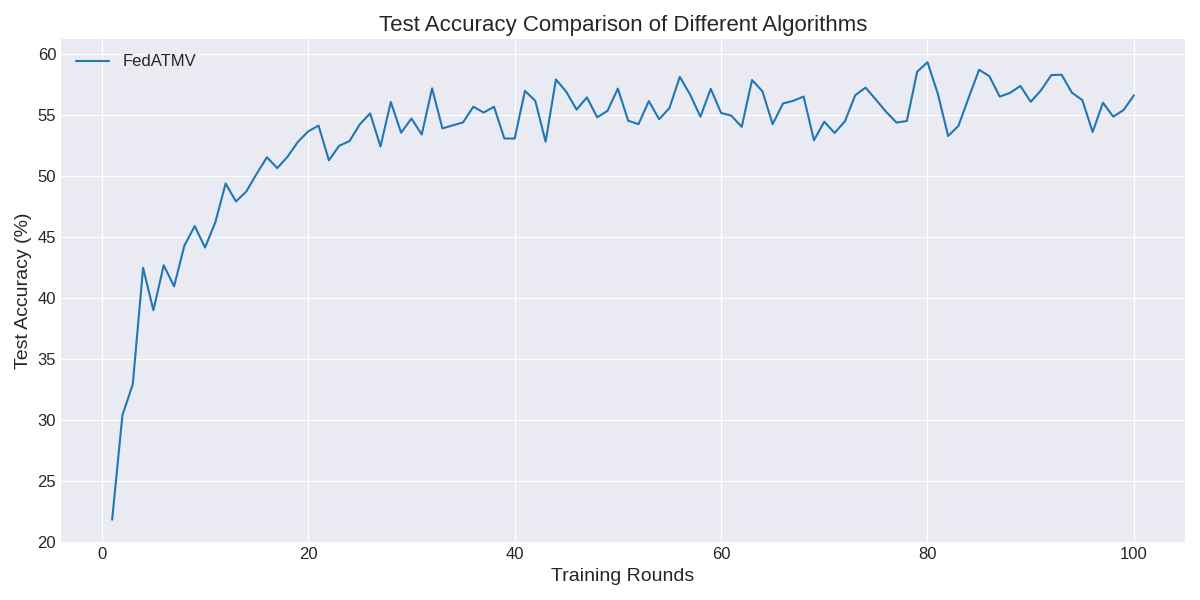 Test Accuracy Comparison of Different Algorithms
FedATMV
Test Accuracy (%)
60
55
50
45
40
35
30
25
20
0 20 40 60 80 100
Training Rounds